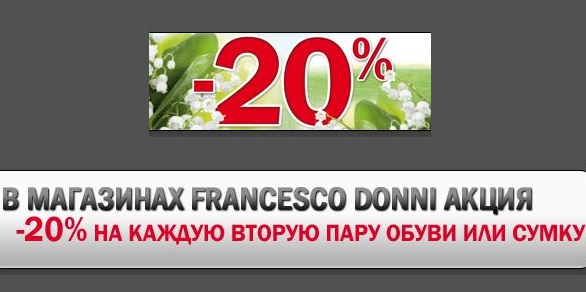 -20%
В МАГАЗИНАХ FRANCESCO DONNI АКЦИЯ
-20% НА КАЖДУЮ ВТОРУЮ ПАРУ ОБУВИ ИЛИ СУМКУ